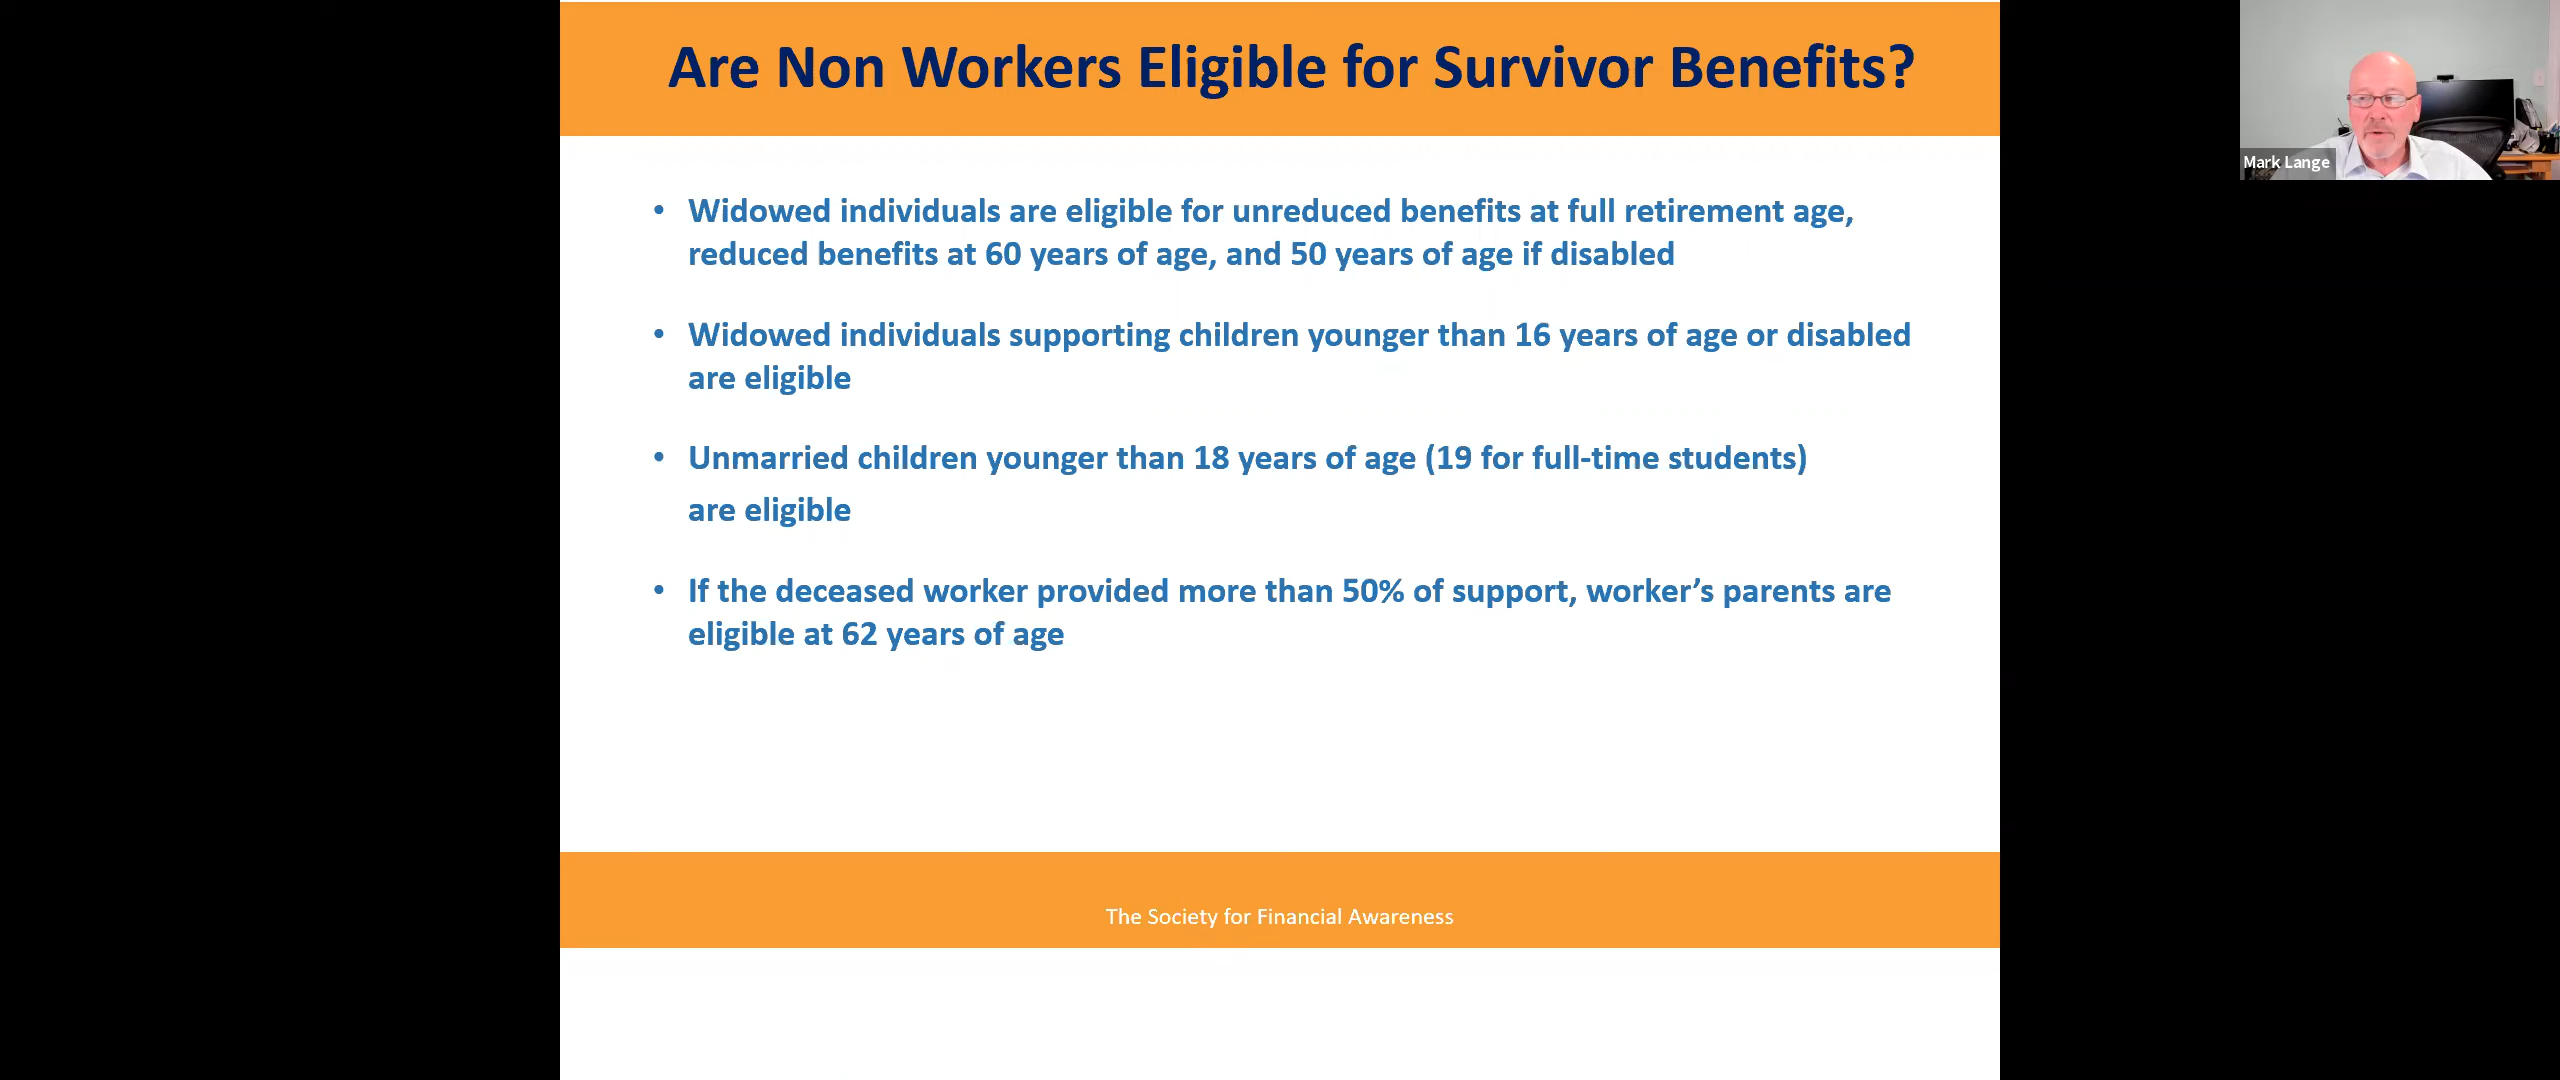 Are Non Workers Eligible for Survivor Benefits?
Mark Lange
• Widowed individuals are eligible for unreduced benefits at full retirement age,
reduced benefits at 60 years of age, and 50 years of age if disabled
• Widowed individuals supporting children younger than 16 years of age or disabled
are eligible
• Unmarried children younger than 18 years of age (19 for full-time students)
are eligible
• If the deceased worker provided more than 50% of support, worker’s parents are
eligible at 62 years of age
The Society for Financial Awareness